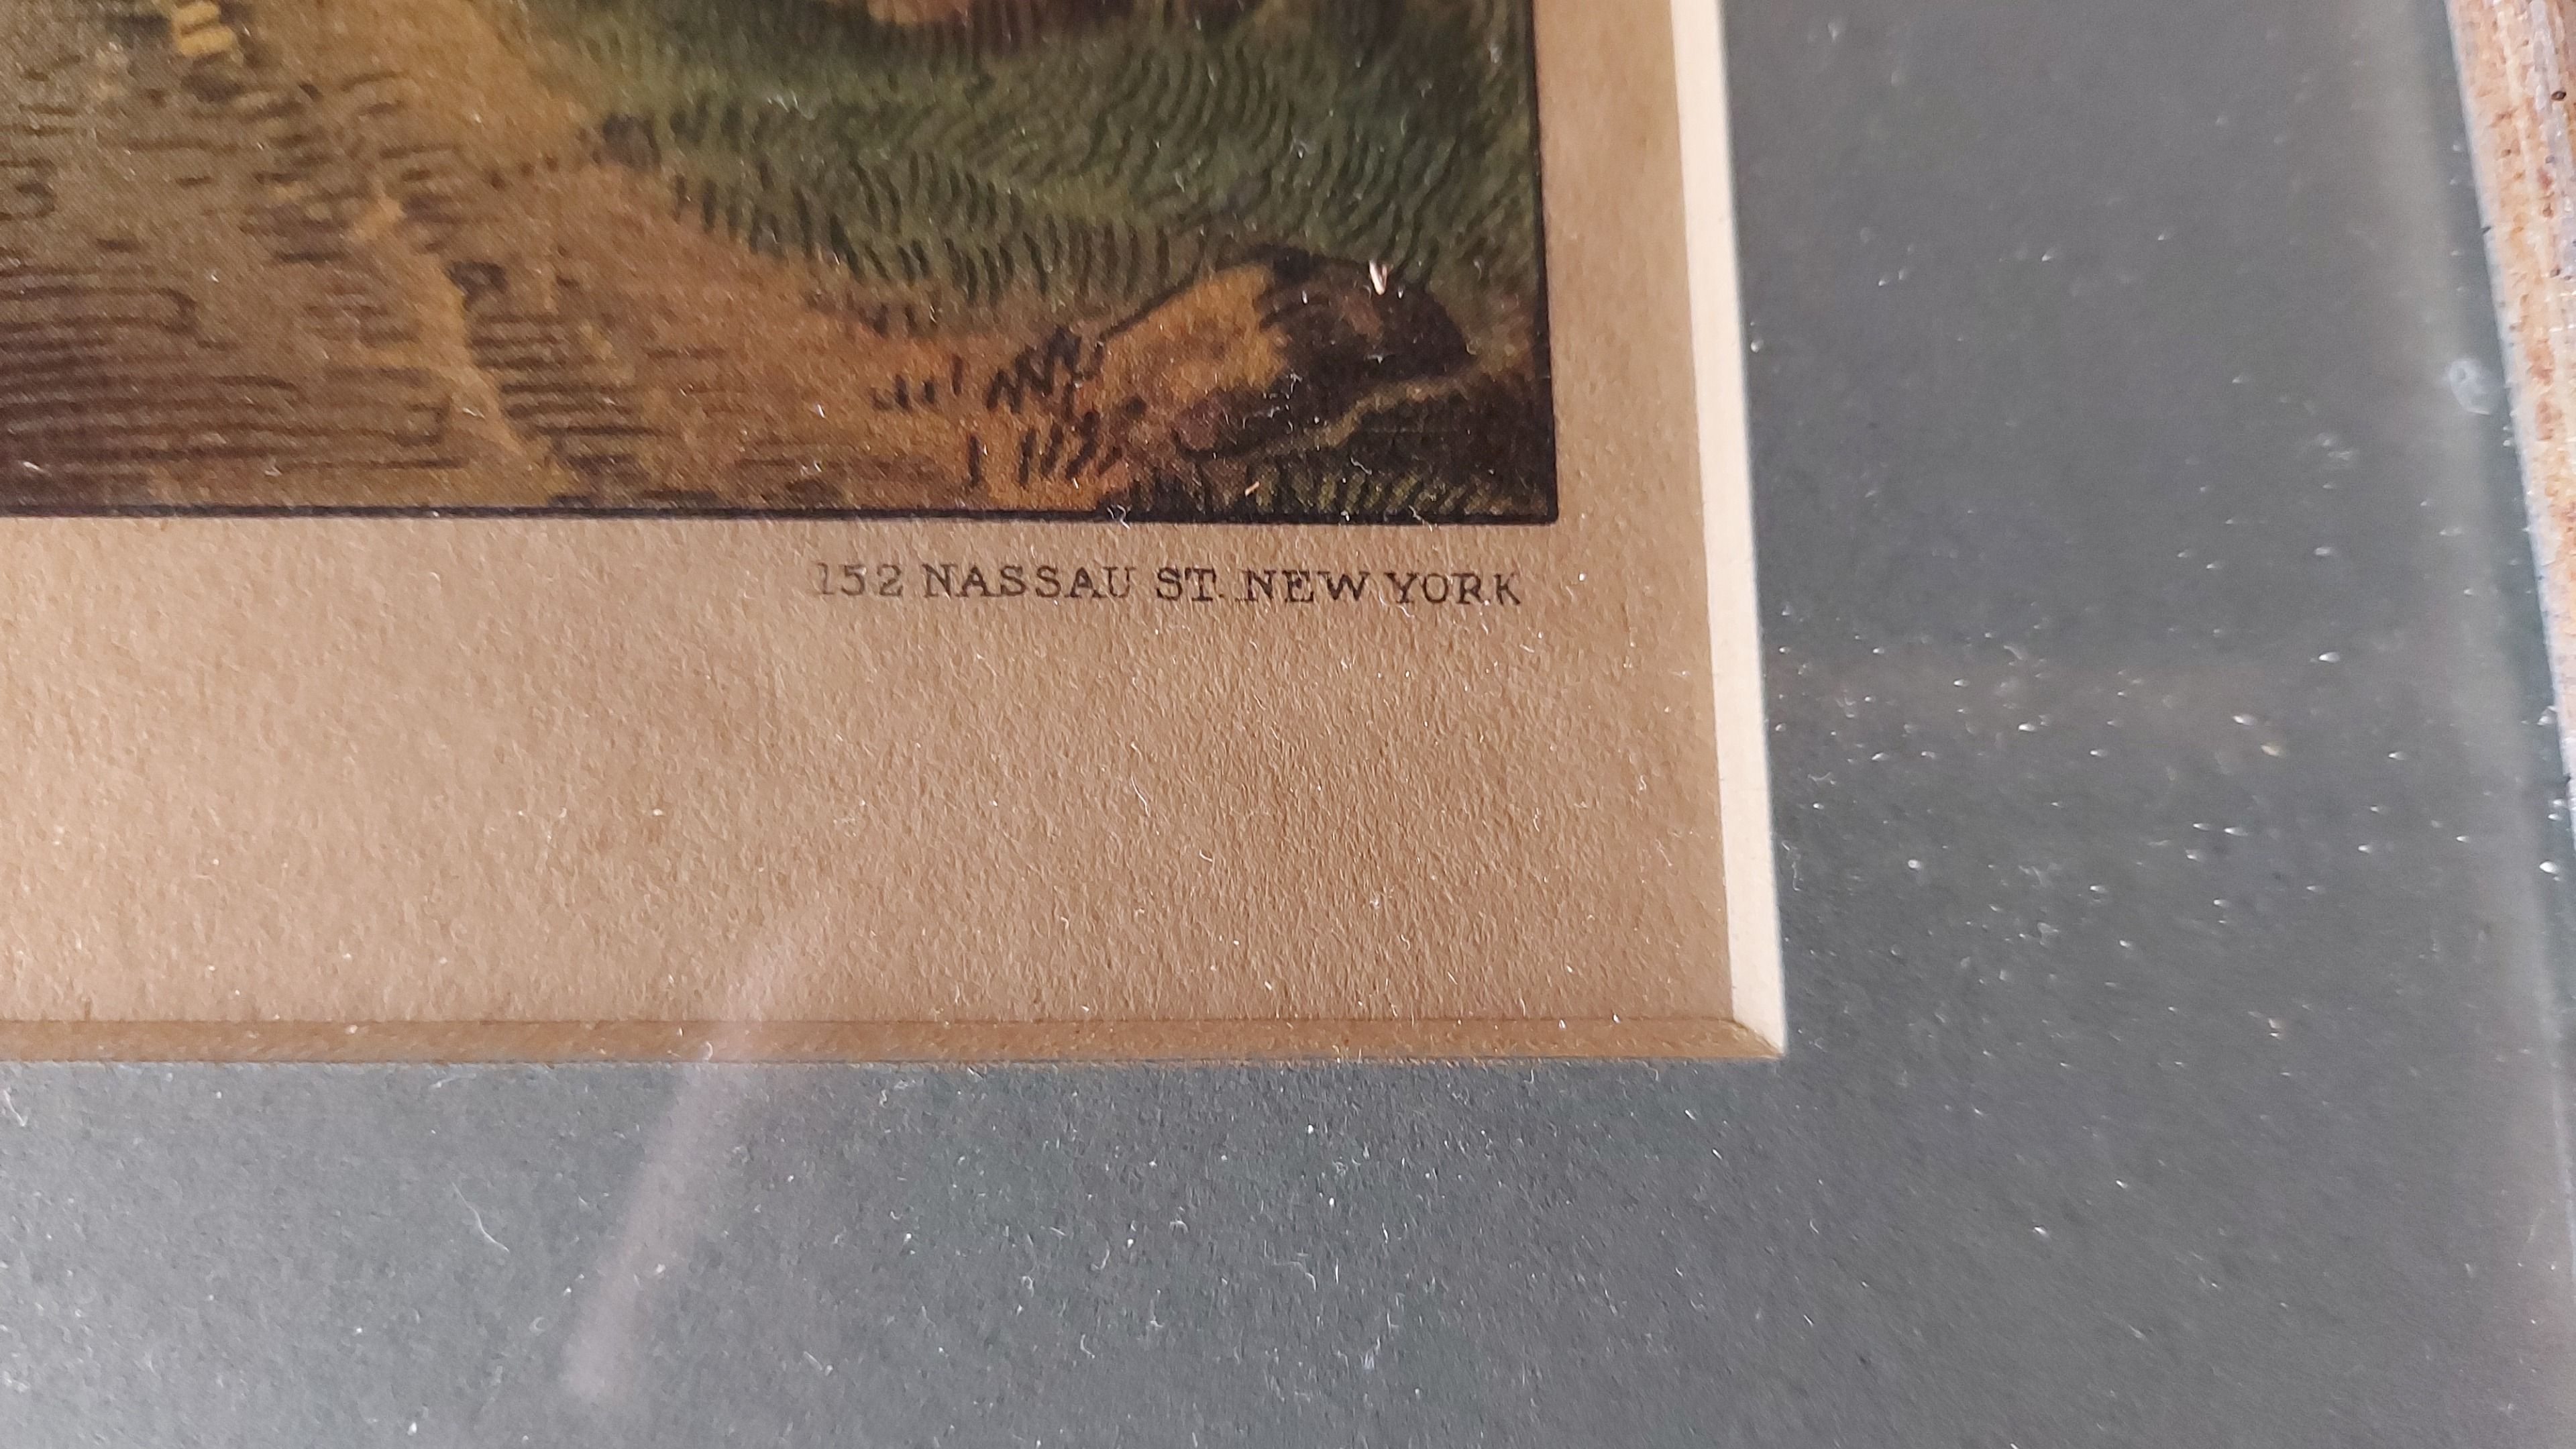 152 NASSAU ST. NEW YORK